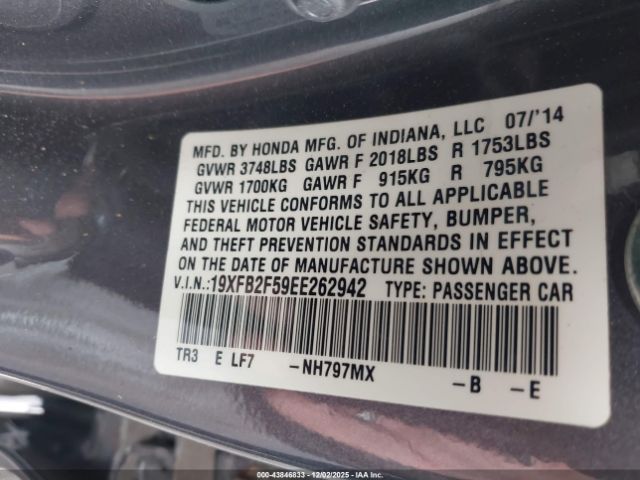 MFD. BY HONDA MFG. OF INDIANA, LLC 07/'14
GVWR 3748LBS GAWR F 2018LBS R 1753LBS
GVWR 1700KG GAWR F 915KG R 795KG
THIS VEHICLE CONFORMS TO ALL APPLICABLE
FEDERAL MOTOR VEHICLE SAFETY, BUMPER,
AND THEFT PREVENTION STANDARDS IN EFFECT
ON THE DATE OF MANUFACTURE SHOWN ABOVE.
V.I.N.:19XFB2F59EE262942 TYPE: PASSENGER CAR
TR3 E LF7 -NH797MX -B -E
© IAA-43846833 - 12/02/2025 - IAAI.COM